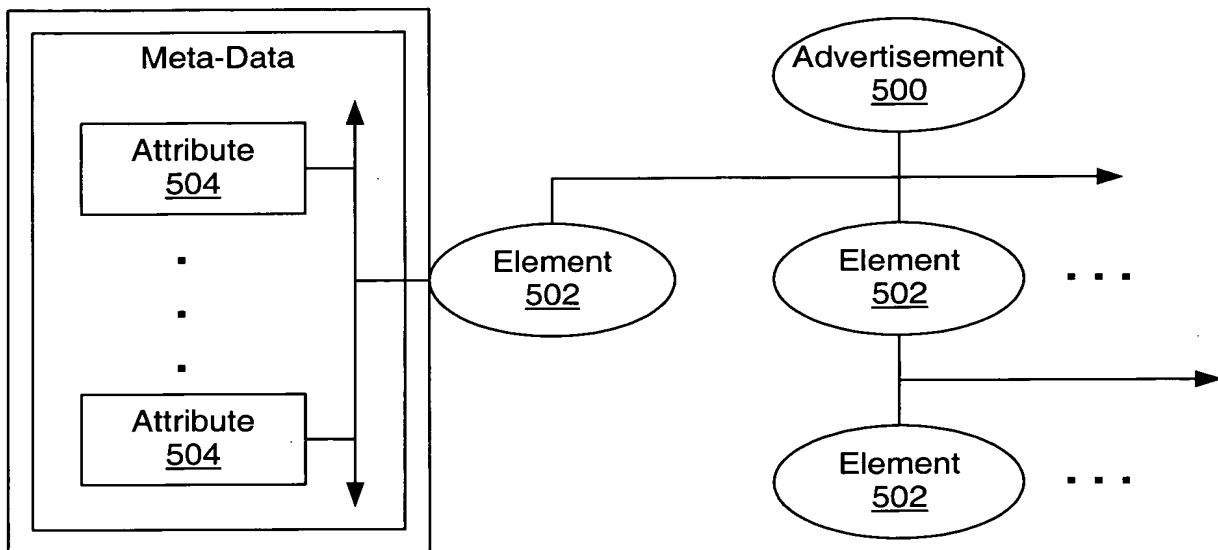 Meta-Data
Attribute
504
Attribute
504
Advertisement
500
Element
502
Element
502
Element
502